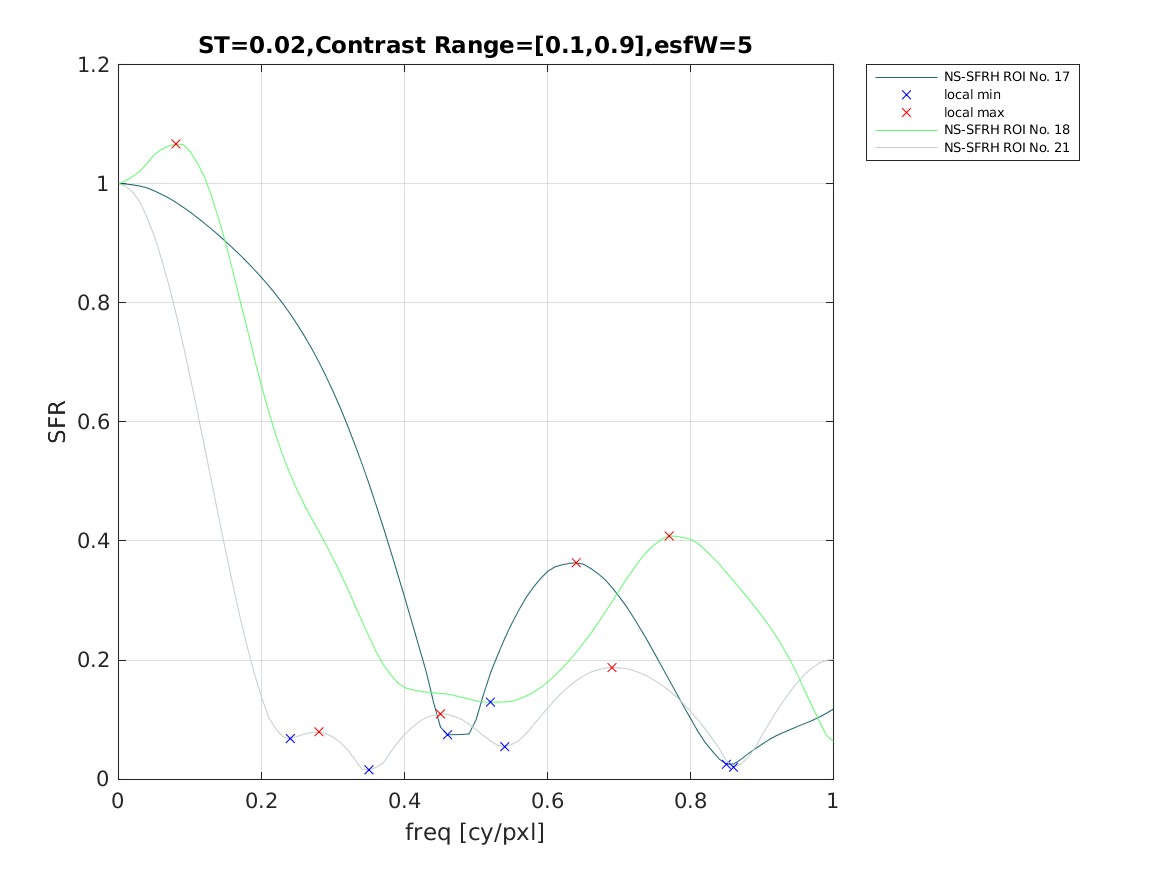 ST=0.02,Contrast Range=[0.1,0.9],esfW=5
1.2
1
0.8
0.6
0.4
0.2
0
SFR
0 0.2 0.4 0.6 0.8 1
freq [cy/pxl]
NS-SFRH ROI No. 17
local min
local max
NS-SFRH ROI No. 18
NS-SFRH ROI No. 21